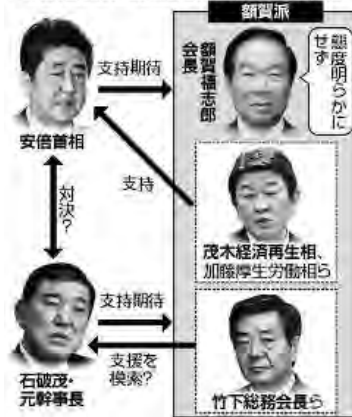 額賀派
支持期待
額賀福志郎
会長
態度明らかに
せず
安倍首相
支持
対決?
茂木経済再生相、
加藤厚生労働相ら
支持期待
支援を
模索?
石破茂・
元幹事長
竹下総務会長ら